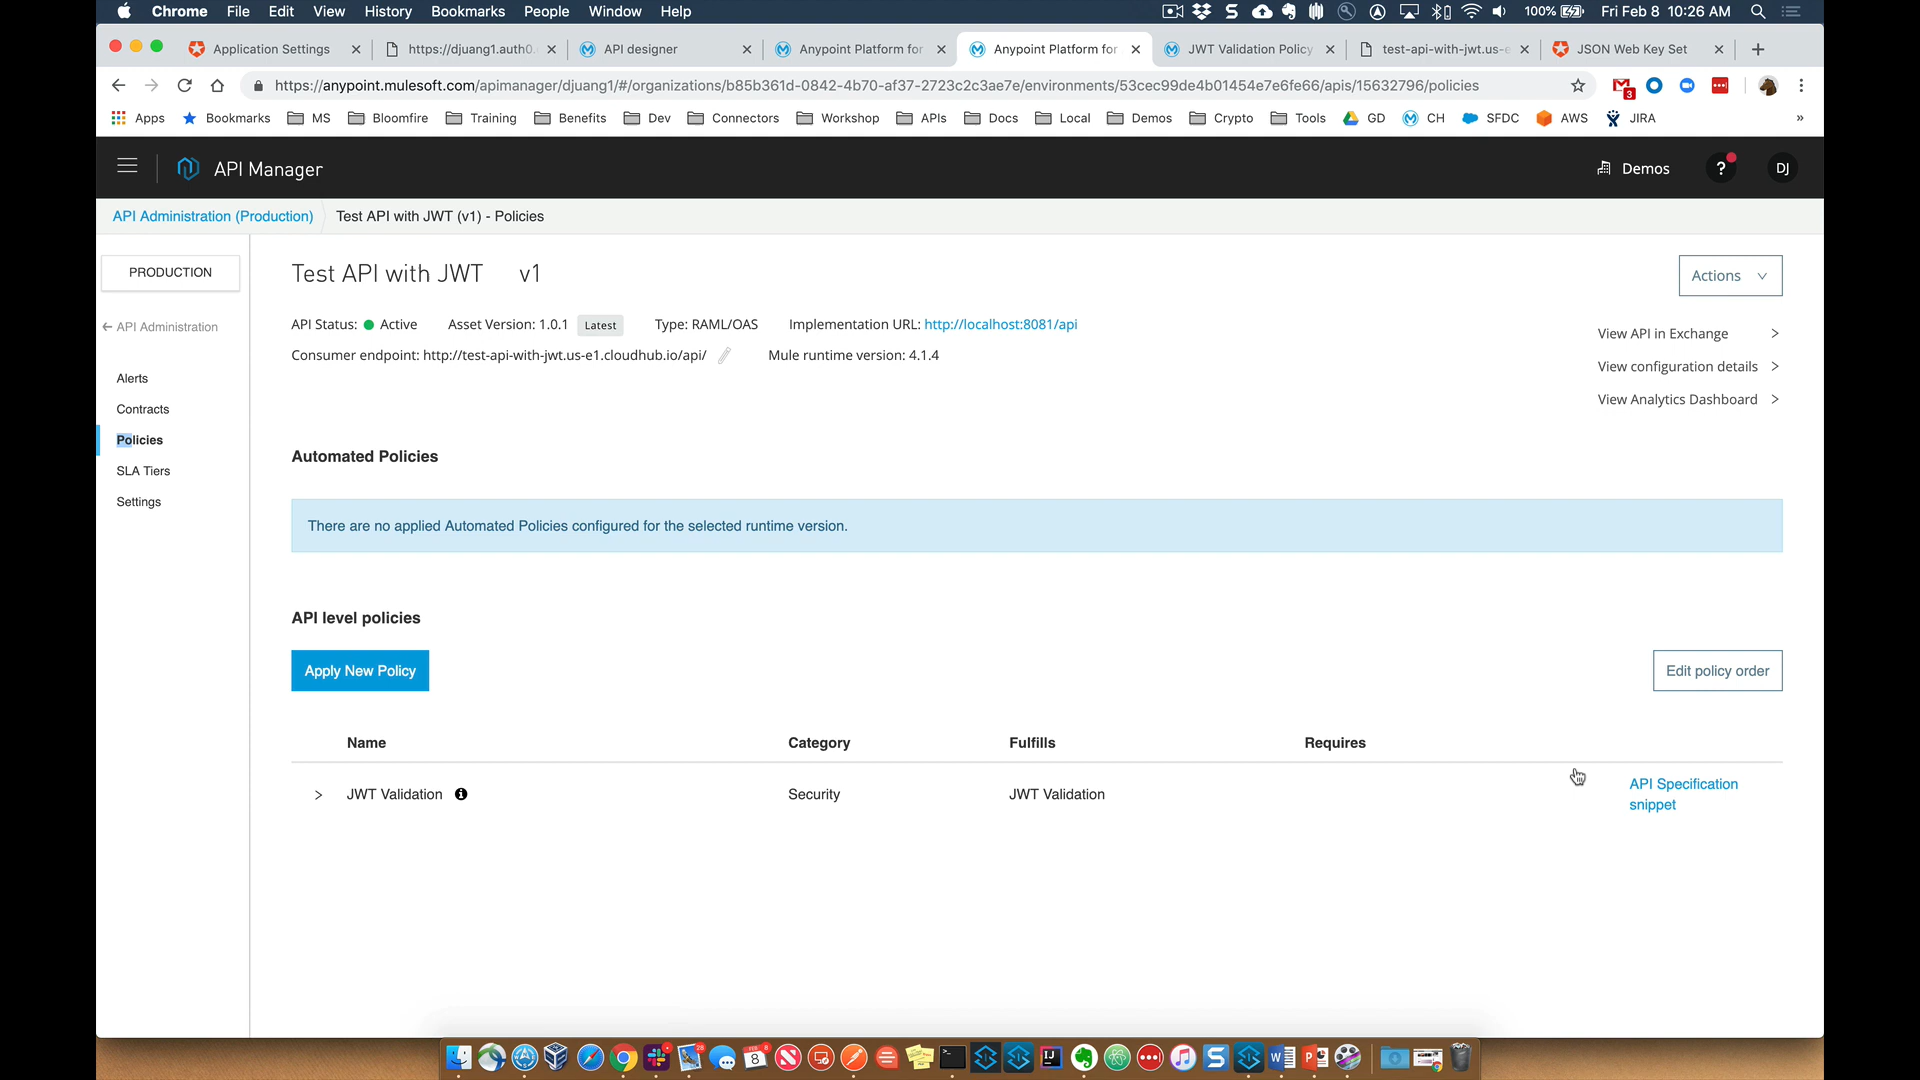 Chrome File Edit View History Bookmarks People Window Help 100% Fri Feb 8 10:26 AM
Application Settings https://djuang1.auth0. API designer Anypoint Platform for Anypoint Platform for JWT Validation Policy test-api-with-jwt.us-e JSON Web Key Set
https://anypoint.mulesoft.com/apimanager/djuang1/#/organizations/b85b361d-0842-4b70-af37-2723c2c3ae7e/environments/53cec99de4b01454e7e6fe66/apis/15632796/policies
Apps Bookmarks MS Bloomfire Training Benefits Dev Connectors Workshop APIs Docs Local Demos Crypto Tools GD CH SFDC AWS JIRA »
API Manager Demos ? DJ
API Administration (Production) Test API with JWT (v1) - Policies
PRODUCTION
API Administration
Alerts
Contracts
Policies
SLA Tiers
Settings
Test API with JWT v1
Actions
API Status: Active Asset Version: 1.0.1 Latest Type: RAML/OAS Implementation URL: http://localhost:8081/api
Consumer endpoint: http://test-api-with-jwt.us-e1.cloudhub.io/api/ Mule runtime version: 4.1.4
View API in Exchange >
View configuration details >
View Analytics Dashboard >
Automated Policies
There are no applied Automated Policies configured for the selected runtime version.
API level policies
Apply New Policy Edit policy order
Name Category Fulfills Requires
> JWT Validation Security JWT Validation API Specification
snippet